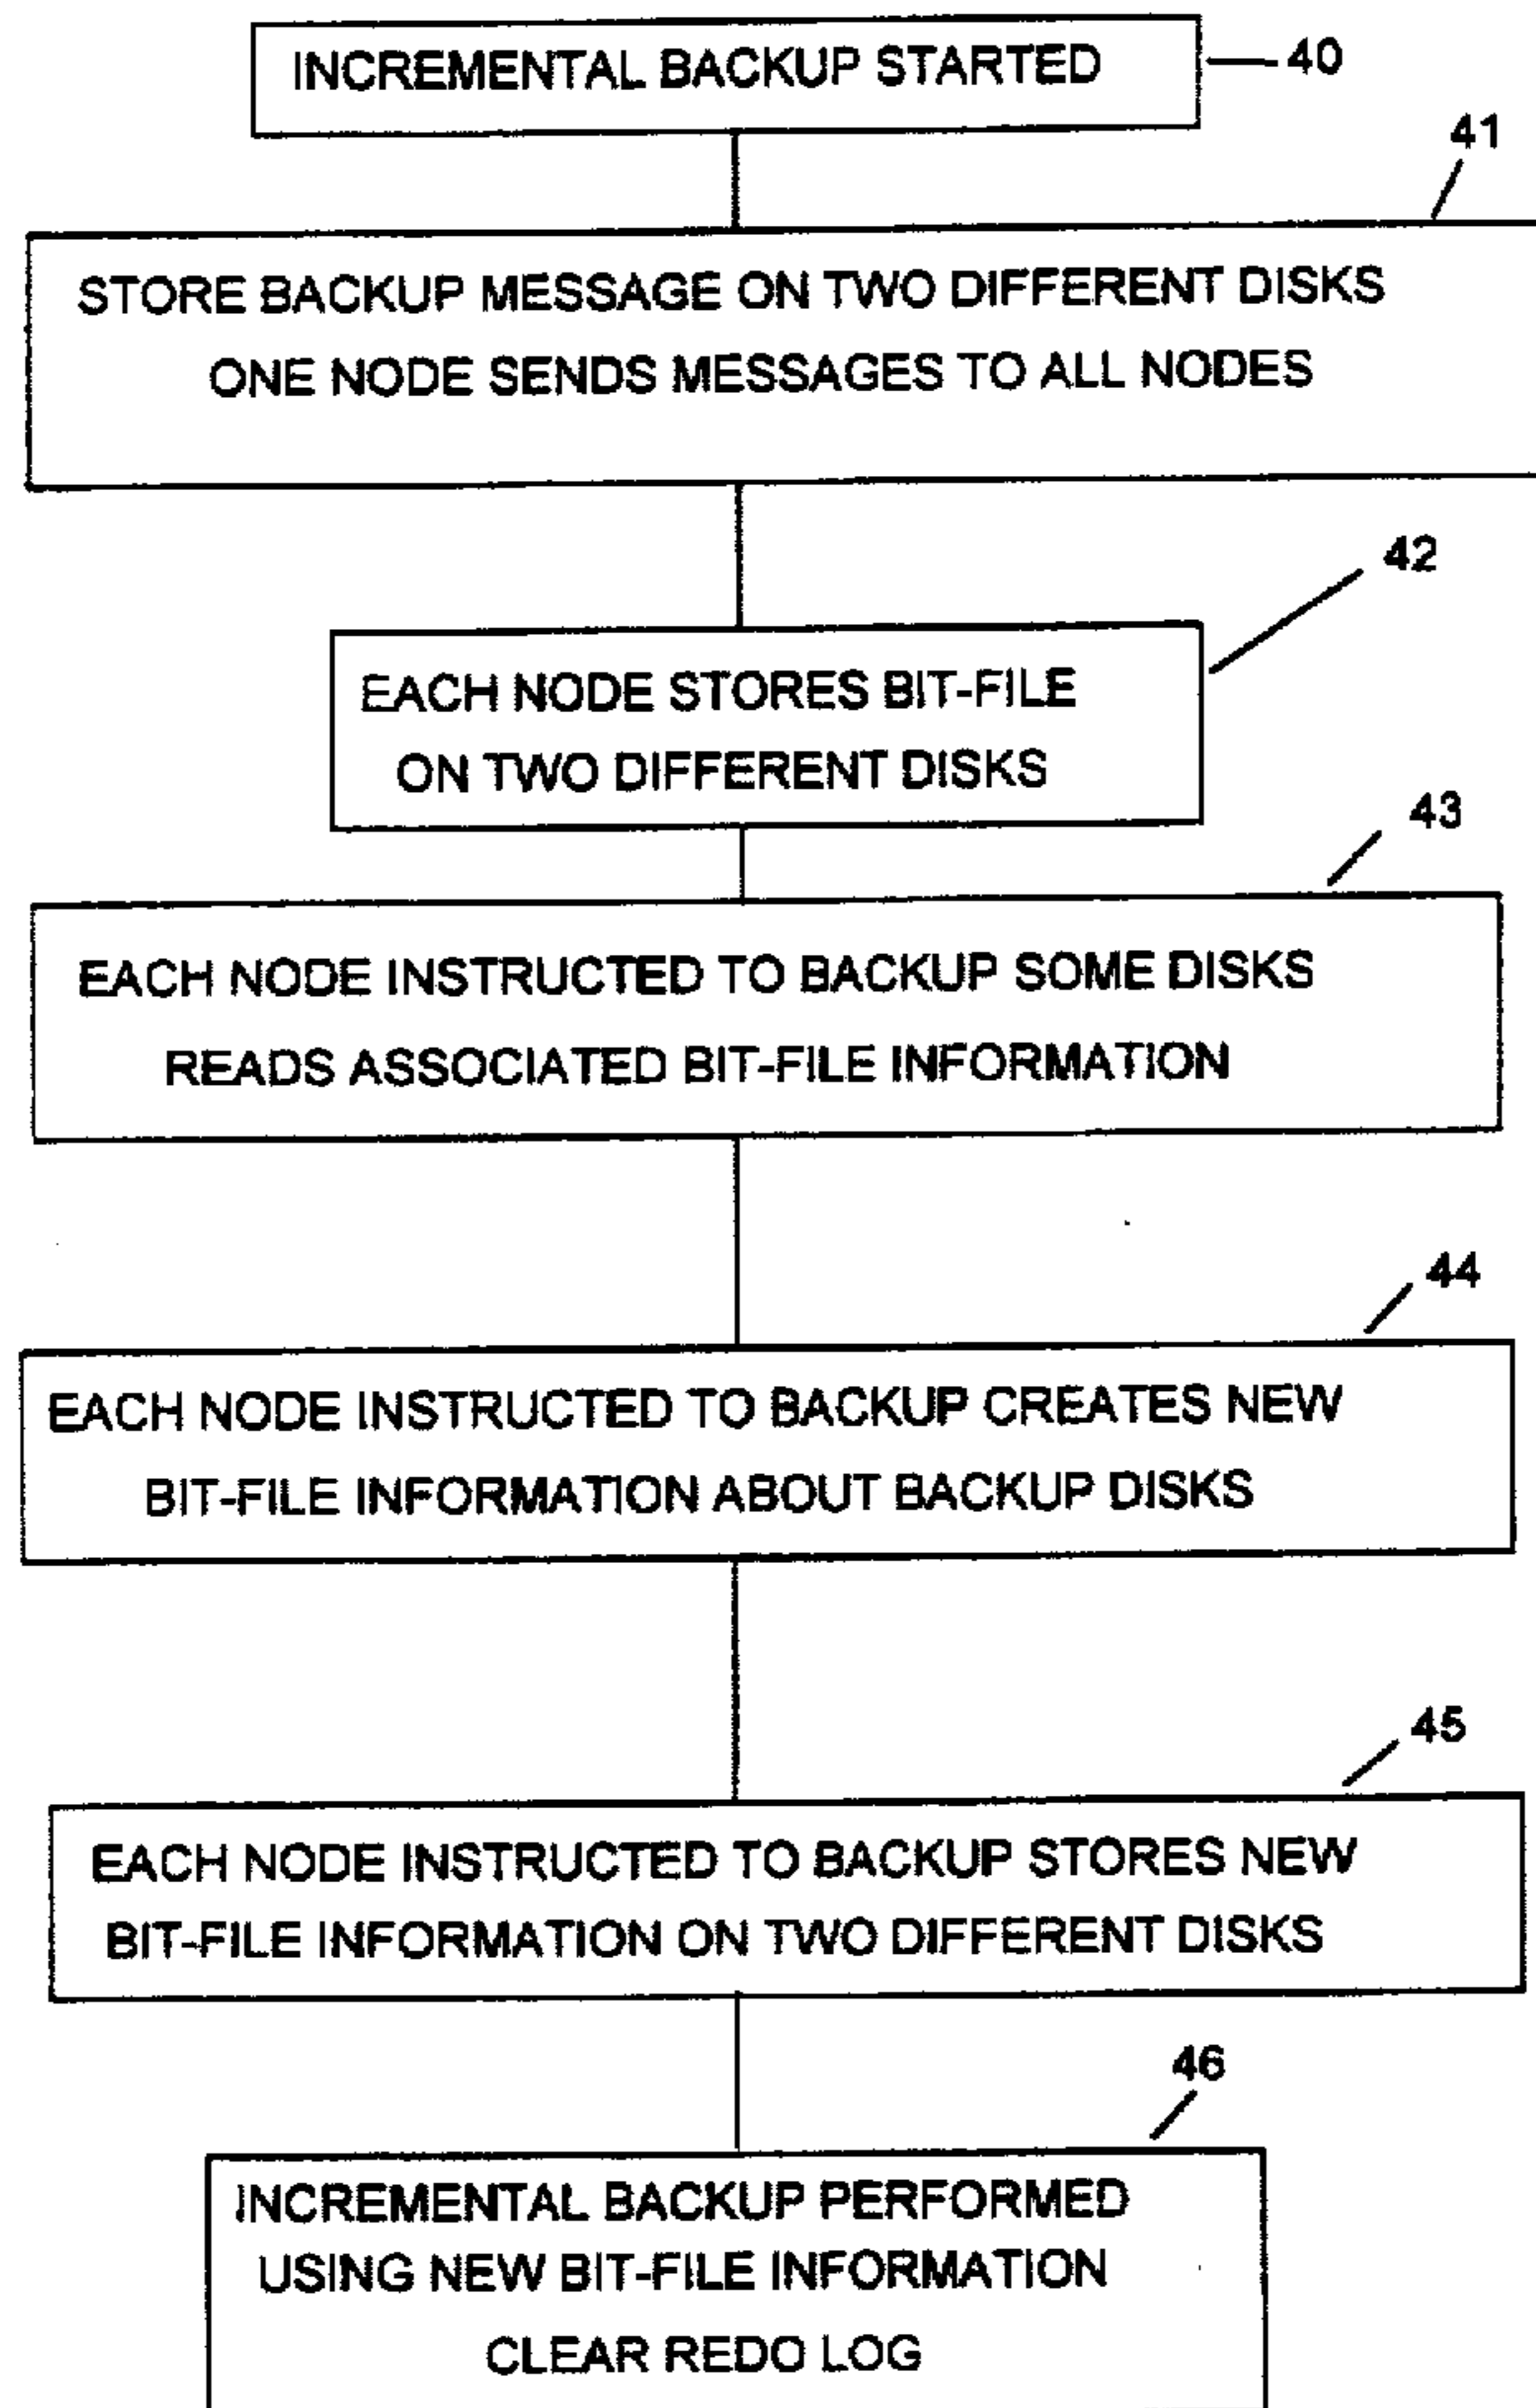 INCREMENTAL BACKUP STARTED
40
41
STORE BACKUP MESSAGE ON TWO DIFFERENT DISKS
ONE NODE SENDS MESSAGES TO ALL NODES
42
EACH NODE STORES BIT-FILE
ON TWO DIFFERENT DISKS
43
EACH NODE INSTRUCTED TO BACKUP SOME DISKS
READS ASSOCIATED BIT-FILE INFORMATION
44
EACH NODE INSTRUCTED TO BACKUP CREATES NEW
BIT-FILE INFORMATION ABOUT BACKUP DISKS
45
EACH NODE INSTRUCTED TO BACKUP STORES NEW
BIT-FILE INFORMATION ON TWO DIFFERENT DISKS
46
INCREMENTAL BACKUP PERFORMED
USING NEW BIT-FILE INFORMATION
CLEAR REDO LOG